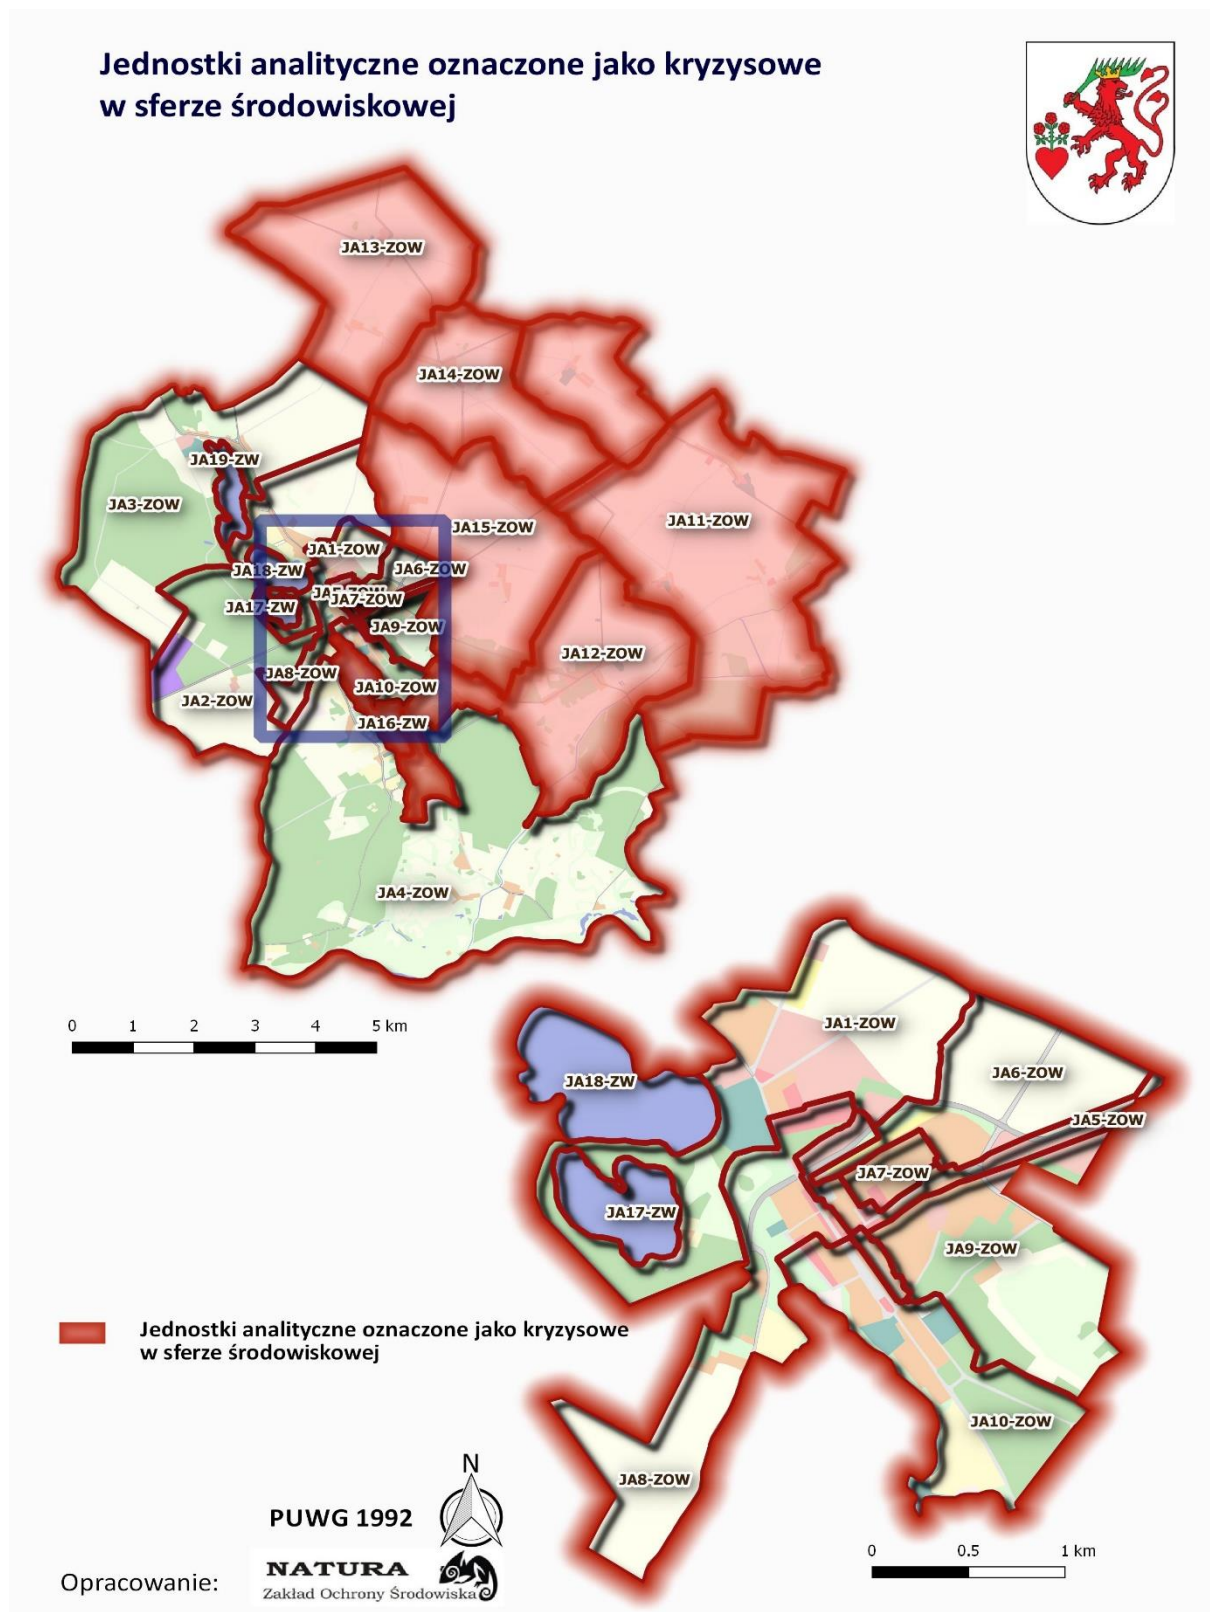 Jednostki analityczne oznaczone jako kryzysowe
w sferze środowiskowej
JA13-ZOW
JA14-ZOW
JA19-ZW
JA3-ZOW
JA15-ZOW
JA11-ZOW
JA1-ZOW
JA18-ZW
JA6-ZOW
JA5-ZOW
JA7-ZOW
JA17-ZW
JA9-ZOW
JA12-ZOW
JA8-ZOW
JA10-ZOW
JA2-ZOW
JA16-ZW
JA4-ZOW
0 1 2 3 4 5 km
JA1-ZOW
JA6-ZOW
JA18-ZW
JA5-ZOW
JA7-ZOW
JA17-ZW
JA9-ZOW
JA10-ZOW
JA8-ZOW
Jednostki analityczne oznaczone jako kryzysowe
w sferze środowiskowej
N
PUWG 1992
0 0.5 1 km
Opracowanie:
NATURA
Zakład Ochrony Środowiska